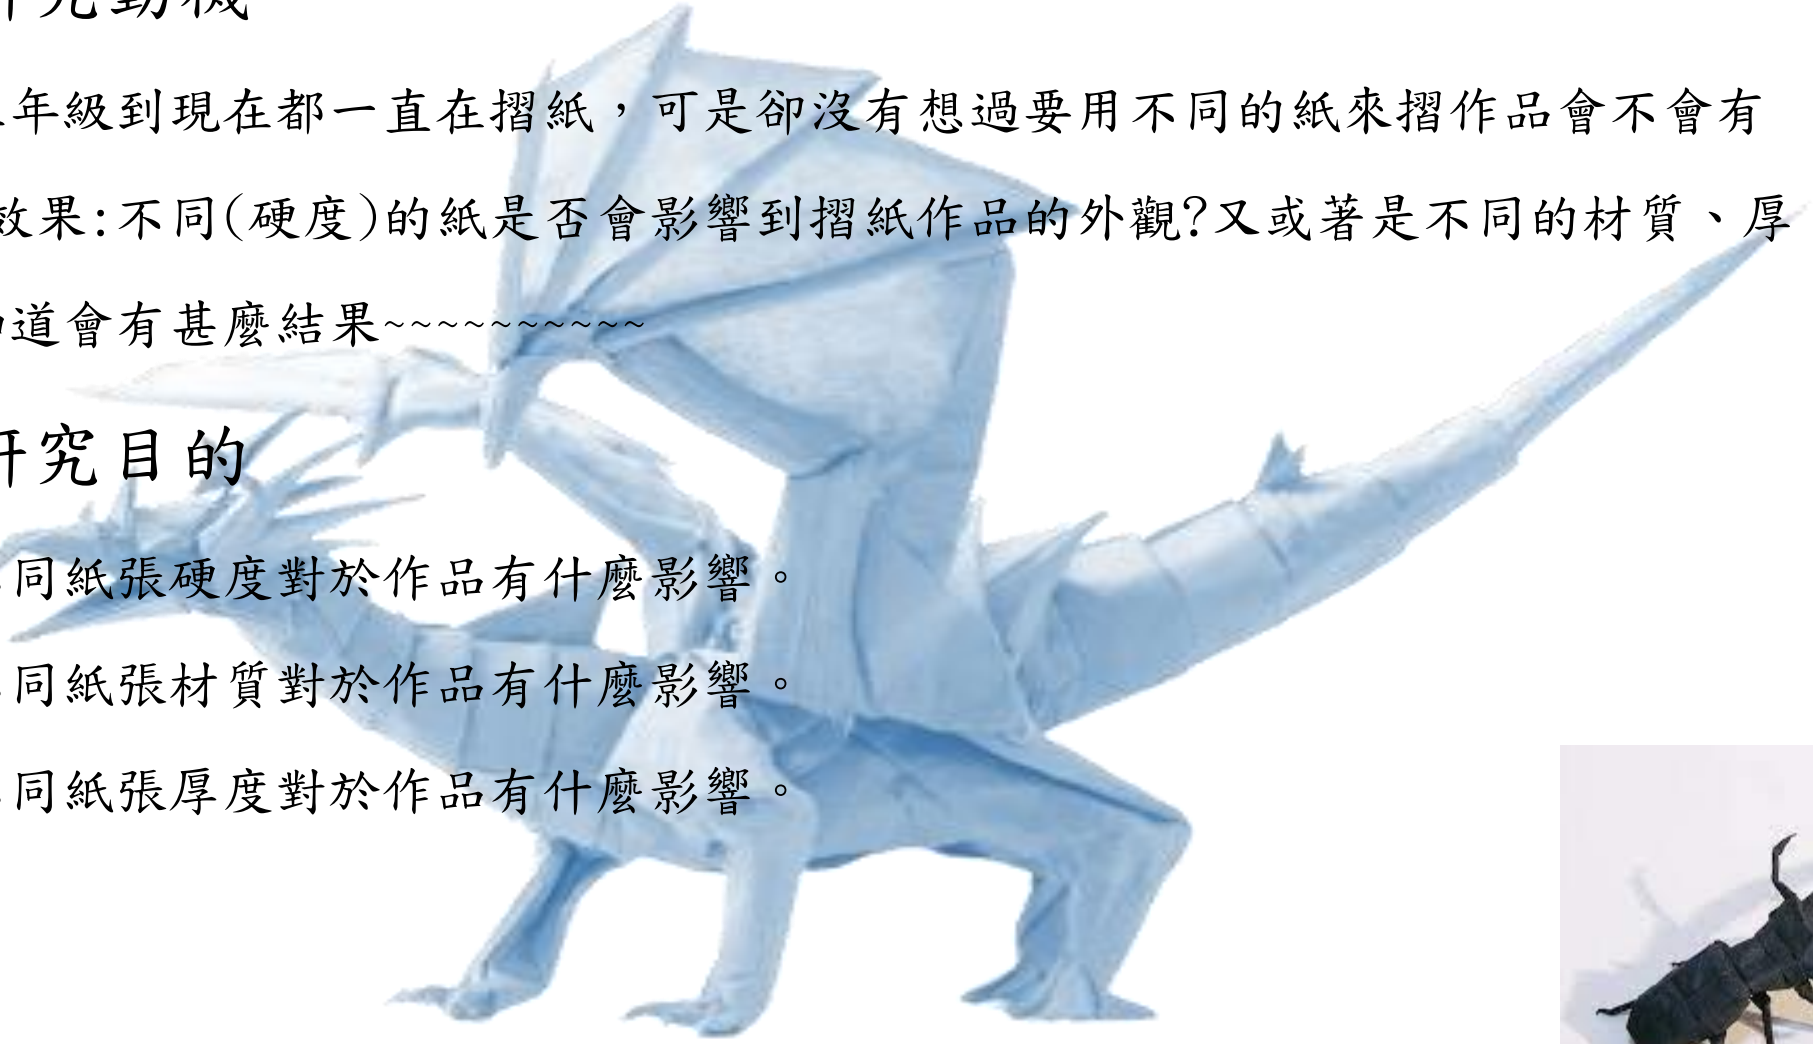 研究動機
年級到現在都一直在摺紙，可是卻沒有想過要用不同的紙來摺作品會不會有
效果:不同(硬度)的紙是否會影響到摺紙作品的外觀?又或著是不同的材質、厚
道會有甚麼結果~~~~~~~~~~
研究目的
同紙張硬度對於作品有什麼影響。
同紙張材質對於作品有什麼影響。
同紙張厚度對於作品有什麼影響。